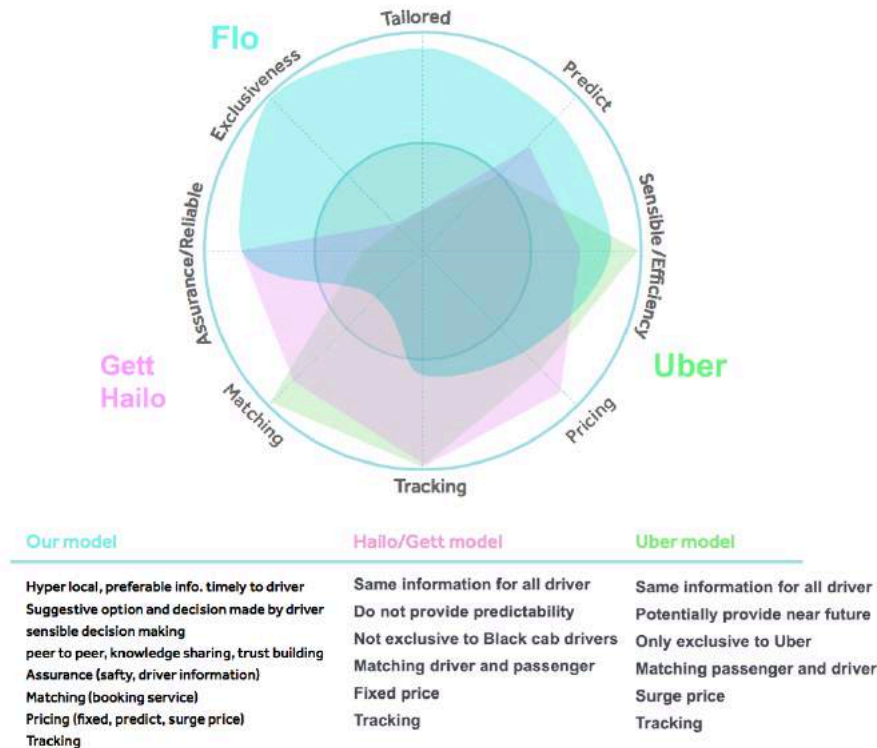 Flo
Tailored
Exclusiveness
Predict
Assurance/Reliable
Sensible /Efficiency
Gett
Hailo
Uber
Matching
Pricing
Tracking
Our model
Hyper local, preferable info. timely to driver
Suggestive option and decision made by driver
sensible decision making
peer to peer, knowledge sharing, trust building
Assurance (safty, driver information)
Matching (booking service)
Pricing (fixed, predict, surge price)
Tracking
Hailo/Gett model
Same information for all driver
Do not provide predictability
Not exclusive to Black cab drivers
Matching driver and passenger
Fixed price
Tracking
Uber model
Same information for all driver
Potentially provide near future
Only exclusive to Uber
Matching passenger and driver
Surge price
Tracking